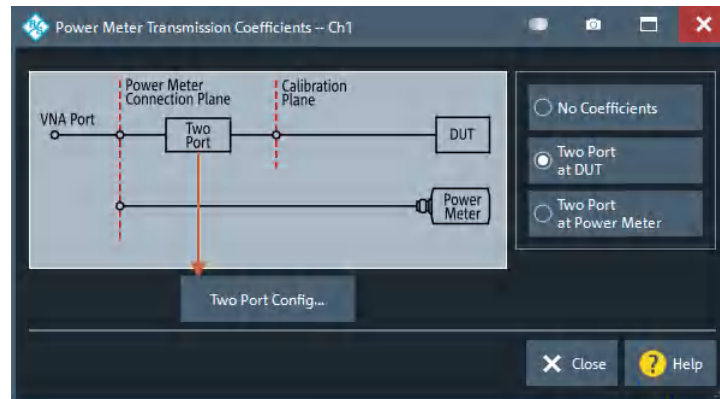 Power Meter Transmission Coefficients -- Ch1
Power Meter
Connection Plane
Calibration
Plane
VNA Port
Two
Port
DUT
Power
Meter
Two Port Config...
No Coefficients
Two Port
at DUT
Two Port
at Power Meter
Close
? Help